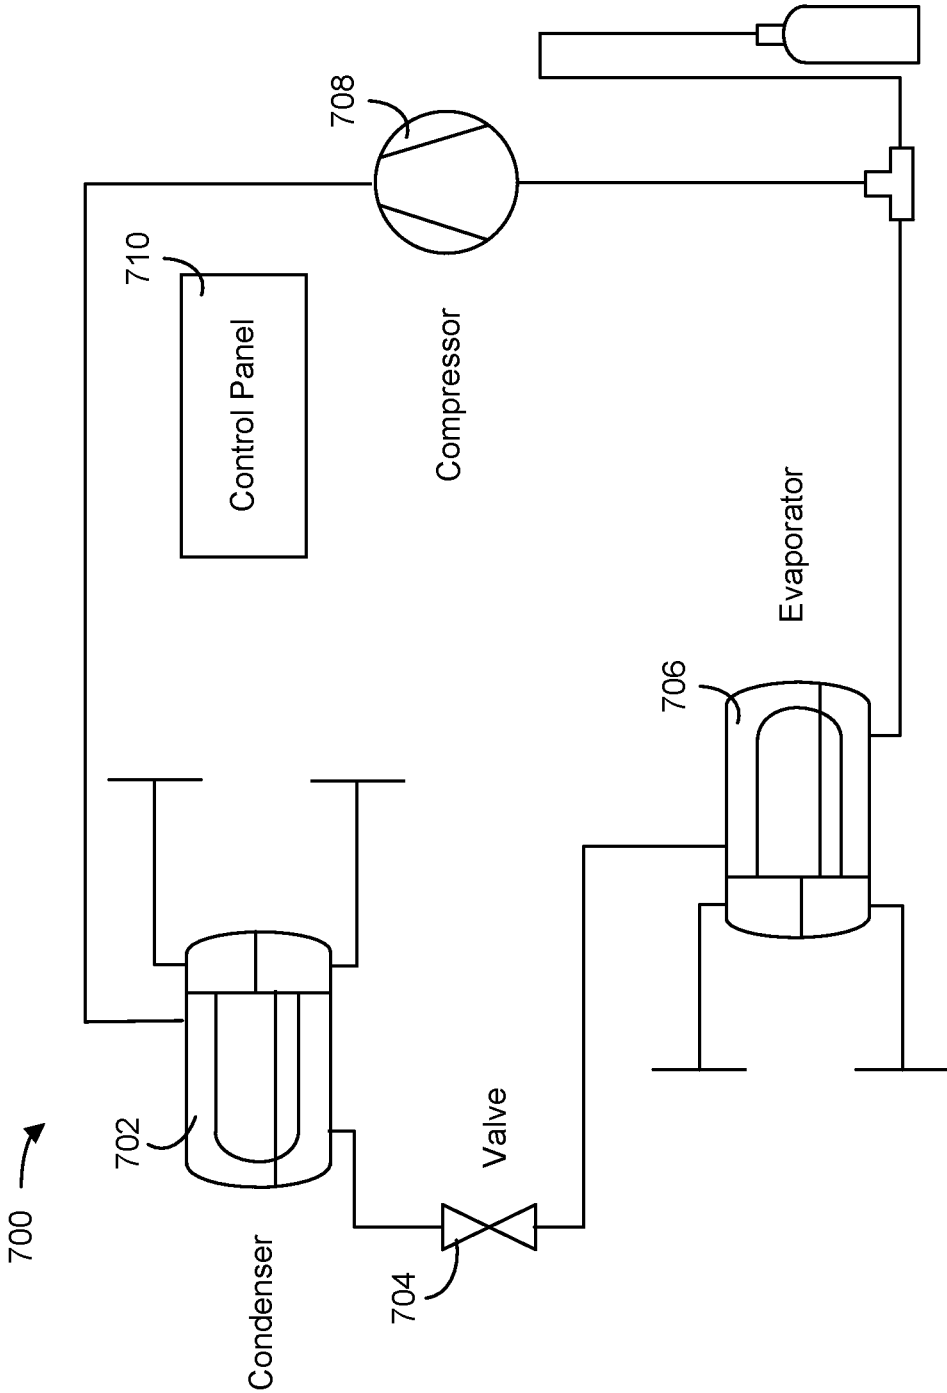 700
Condenser
702
704
Valve
Control Panel
710
Compressor
708
706
Evaporator